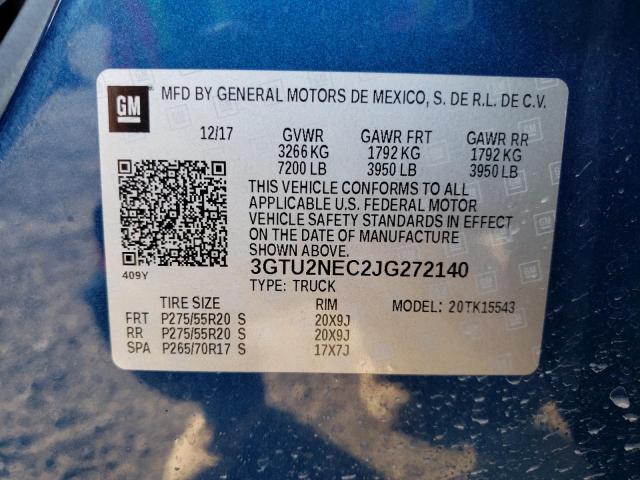 GM
MFD BY GENERAL MOTORS DE MEXICO, S. DE R.L. DE C.V.
12/17 GVWR GAWR FRT GAWR RR
3266 KG 1792 KG 1792 KG
7200 LB 3950 LB 3950 LB
THIS VEHICLE CONFORMS TO ALL
APPLICABLE U.S. FEDERAL MOTOR
VEHICLE SAFETY STANDARDS IN EFFECT
ON THE DATE OF MANUFACTURE
SHOWN ABOVE.
3GTU2NEC2JG272140
409Y
TYPE: TRUCK
TIRE SIZE RIM MODEL: 20TK15543
FRT P275/55R20 S 20X9J
RR P275/55R20 S 20X9J
SPA P265/70R17 S 17X7J